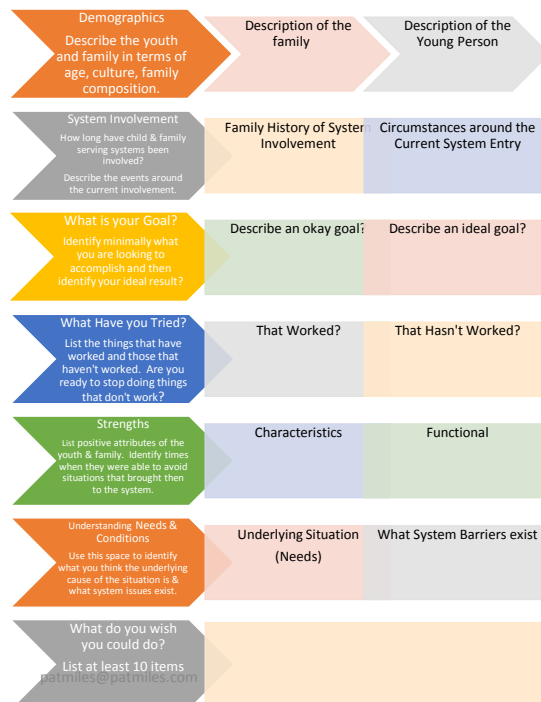 Demographics
Describe the youth
and family in terms of
age, culture, family
composition.
Description of the
family
Description of the
Young Person
System Involvement
How long have child & family
serving systems been
involved?
Describe the events around
the current involvement.
Family History of System
Involvement
Circumstances around the
Current System Entry
What is your Goal?
Identify minimally what
you are looking to
accomplish and then
identify your ideal result?
Describe an okay goal?
Describe an ideal goal?
What Have you Tried?
List the things that have
worked and those that
haven't worked. Are you
ready to stop doing things
that don't work?
That Worked?
That Hasn't Worked?
Strengths
List positive attributes of the
youth & family. Identify times
when they were able to avoid
situations that brought then
to the system.
Characteristics
Functional
Understanding Needs &
Conditions
Use this space to identify
what you think the underlying
cause of the situation is &
what system issues exist.
Underlying Situation
(Needs)
What System Barriers exist
What do you wish
you could do?
List at least 10 items
patmiles@patmiles.com